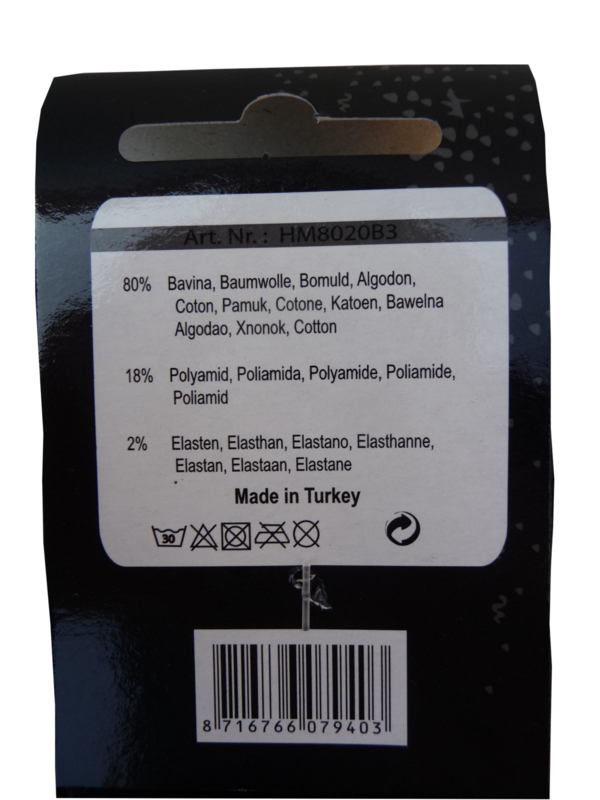 Art. Nr.: HM8020B3
80% Bavina, Baumwolle, Bomuld, Algodon,
Coton, Pamuk, Cotone, Katoen, Bawelna
Algodao, Xnonok, Cotton
18% Polyamid, Poliamida, Polyamide, Poliamide,
Poliamid
2% Elasten, Elasthan, Elastano, Elasthanne,
Elastan, Elastaan, Elastane
Made in Turkey
30
8 716766 079403